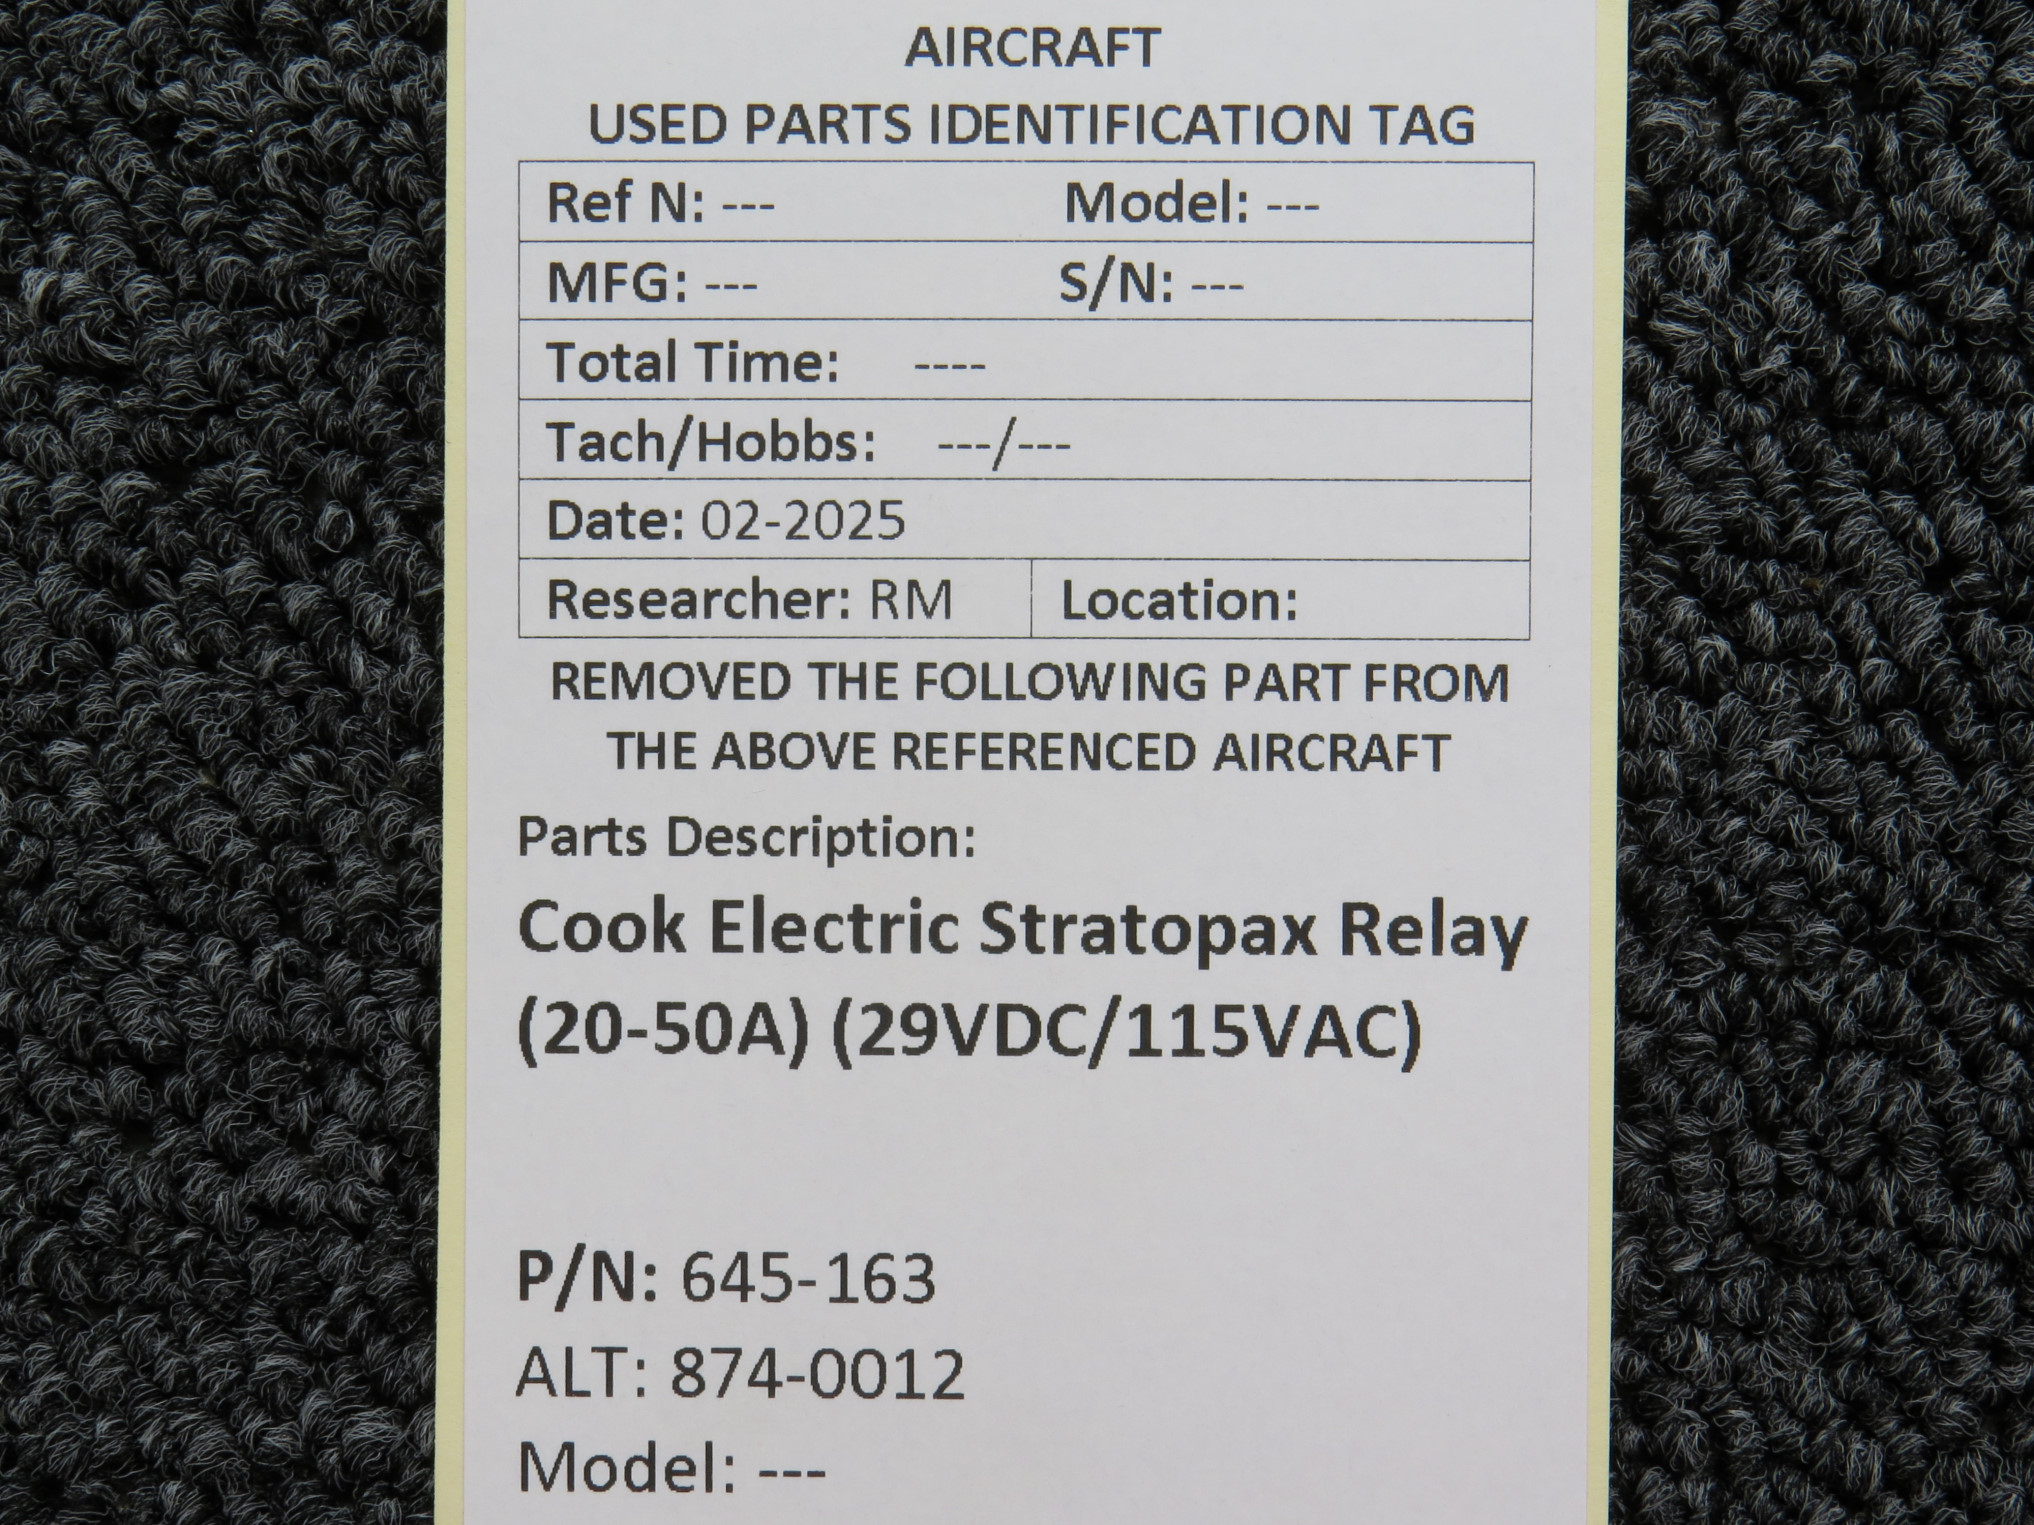 AIRCRAFT
USED PARTS IDENTIFICATION TAG
Ref N: --- Model: ---
MFG: --- S/N: ---
Total Time: ----
Tach/Hobbs: ---/---
Date: 02-2025
Researcher: RM Location:
REMOVED THE FOLLOWING PART FROM
THE ABOVE REFERENCED AIRCRAFT
Parts Description:
Cook Electric Stratopax Relay
(20-50A) (29VDC/115VAC)
P/N: 645-163
ALT: 874-0012
Model: ---